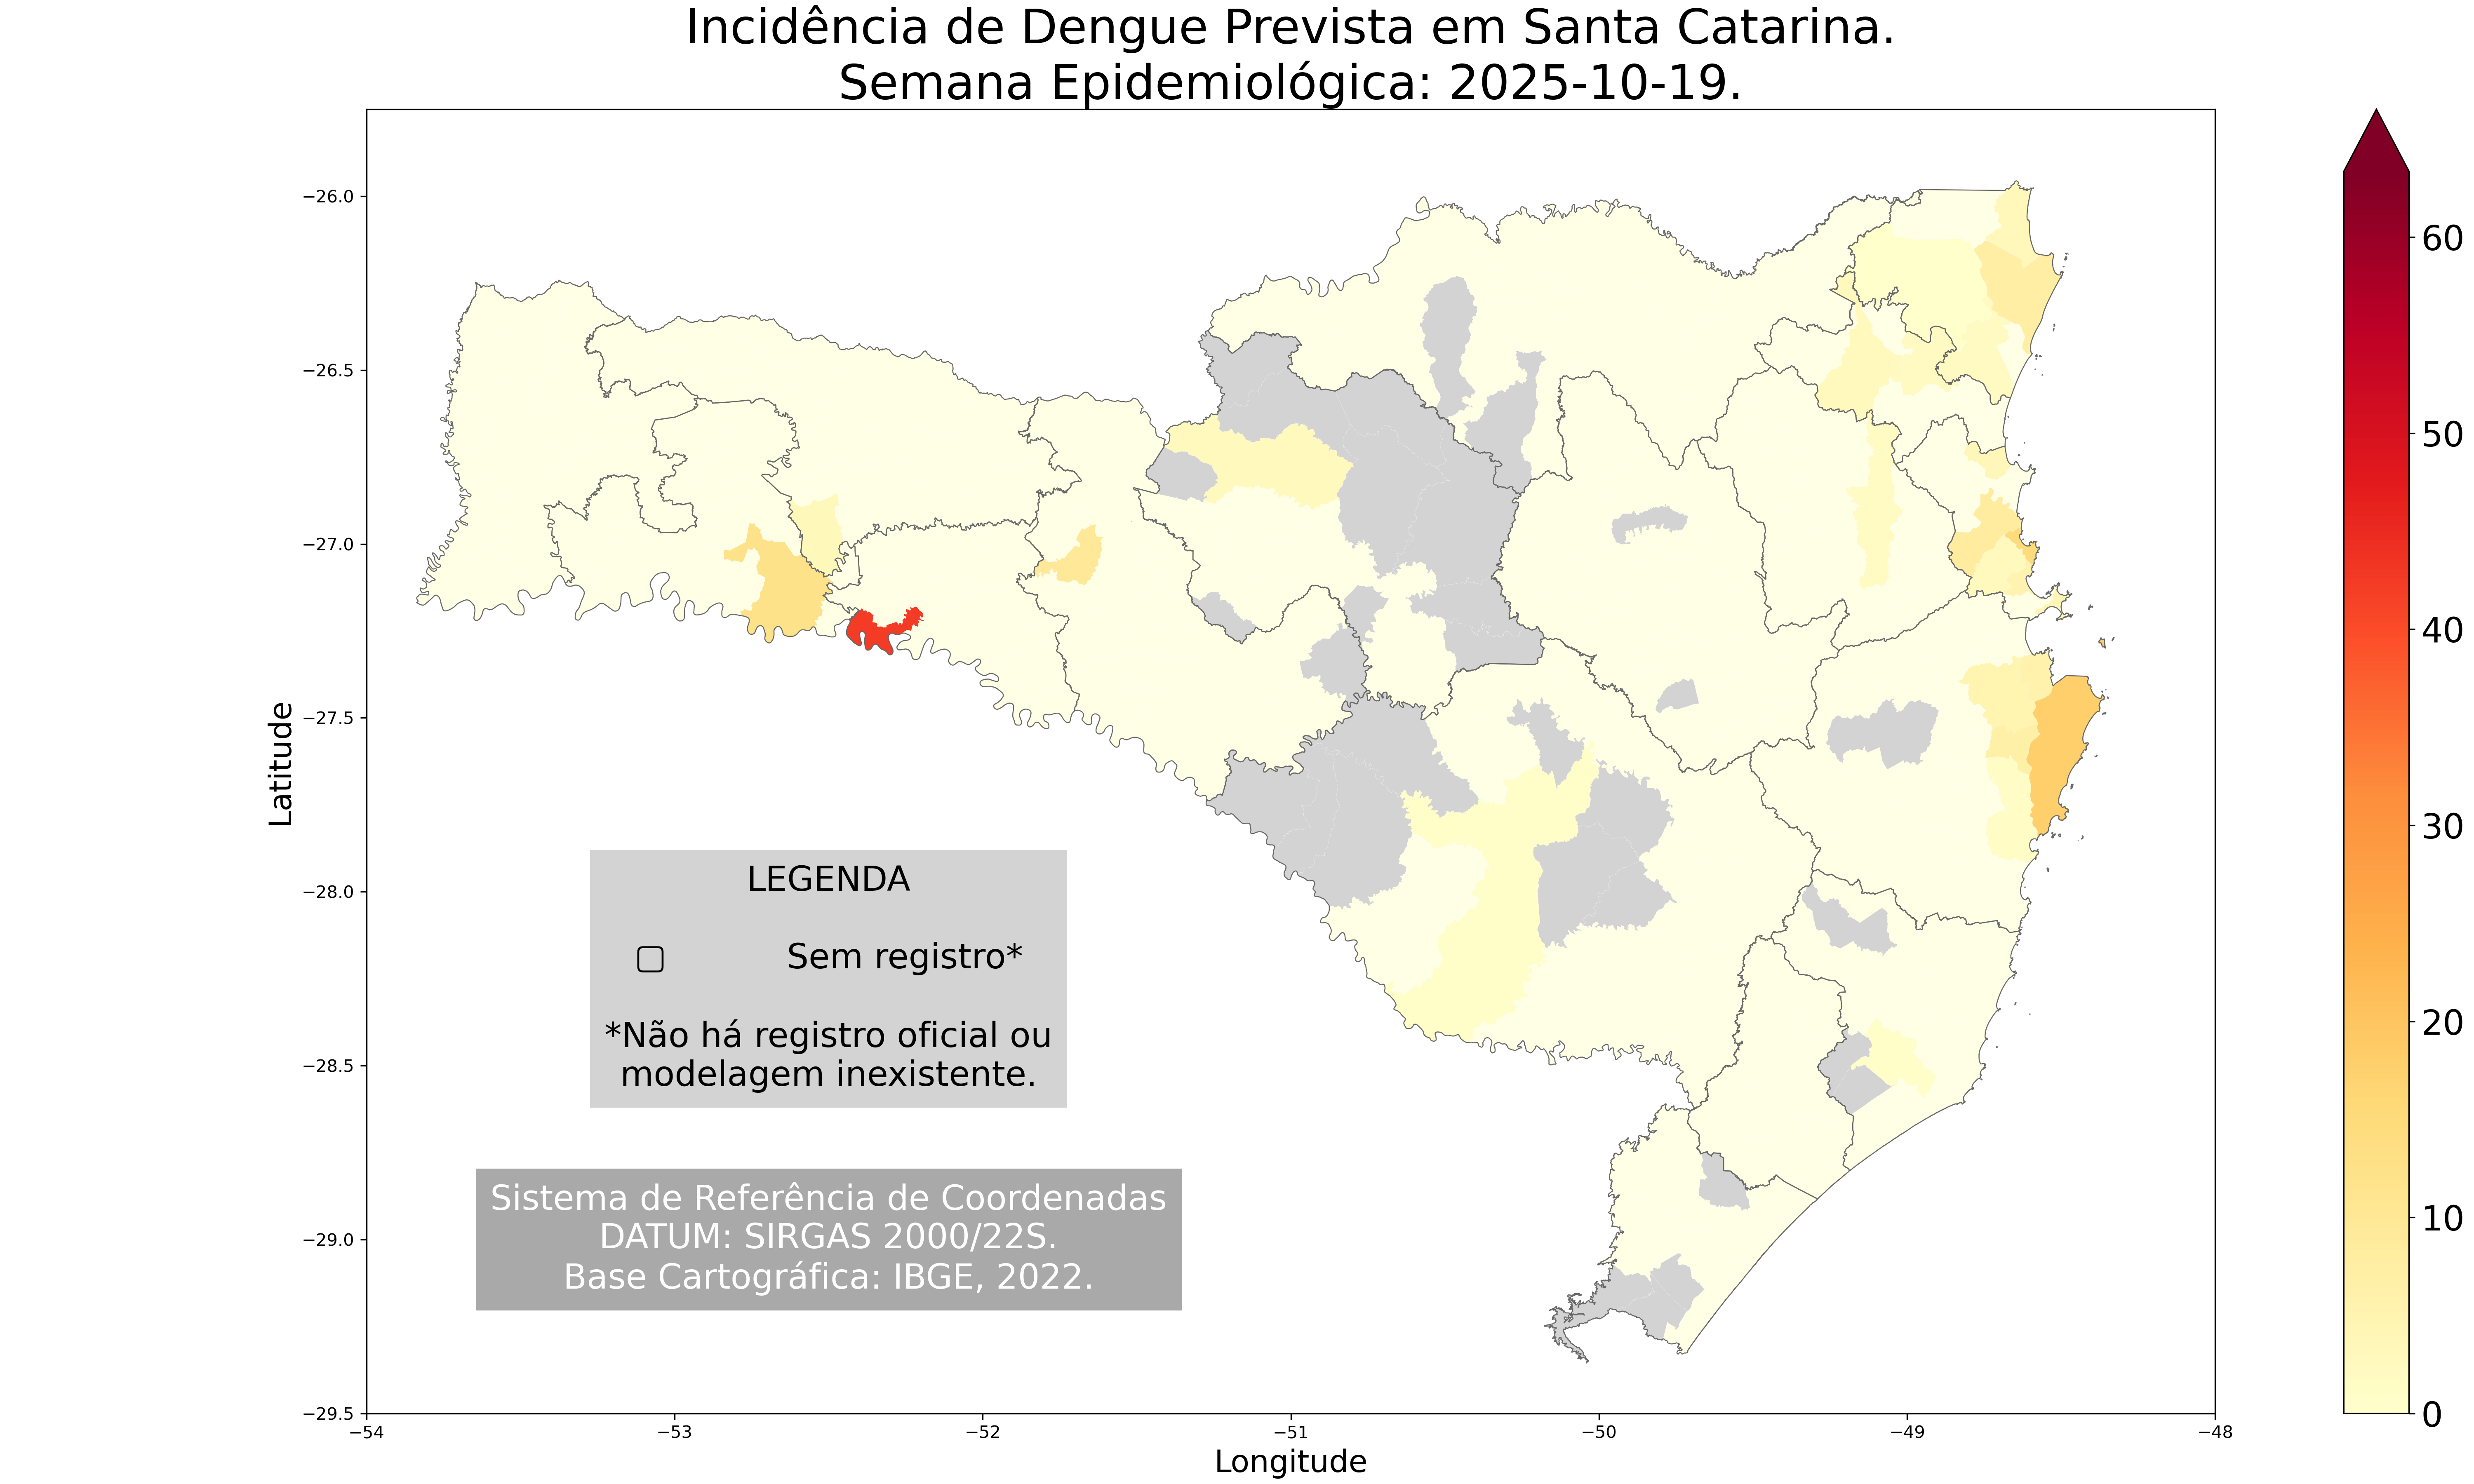 Incidência de Dengue Prevista em Santa Catarina.
Semana Epidemiológica: 2025-10-19.
Latitude
−26.0
−26.5
−27.0
−27.5
−28.0
−28.5
−29.0
−29.5
LEGENDA
Sem registro*
*Não há registro oficial ou
modelagem inexistente.
Sistema de Referência de Coordenadas
DATUM: SIRGAS 2000/22S.
Base Cartográfica: IBGE, 2022.
−54
−53
−52
−51
−50
−49
−48
Longitude
60
50
40
30
20
10
0